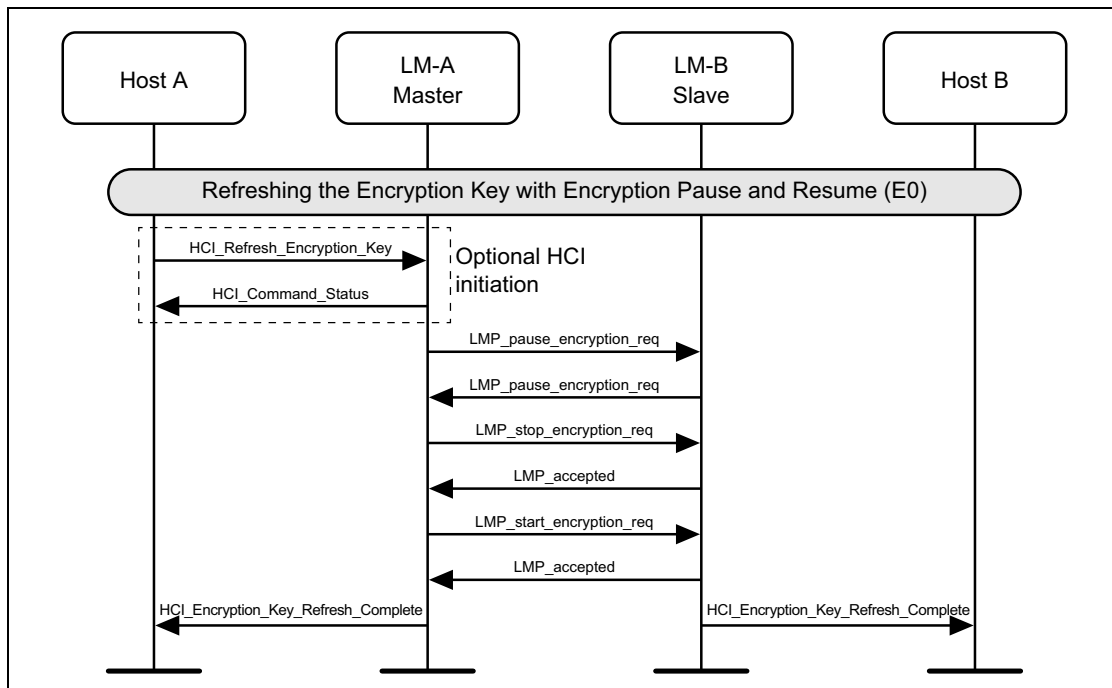 Host A
LM-A
Master
LM-B
Slave
Host B
Refreshing the Encryption Key with Encryption Pause and Resume (E0)
HCI_Refresh_Encryption_Key
Optional HCI
initiation
HCI_Command_Status
LMP_pause_encryption_req
LMP_pause_encryption_req
LMP_stop_encryption_req
LMP_accepted
LMP_start_encryption_req
LMP_accepted
HCI_Encryption_Key_Refresh_Complete
HCI_Encryption_Key_Refresh_Complete